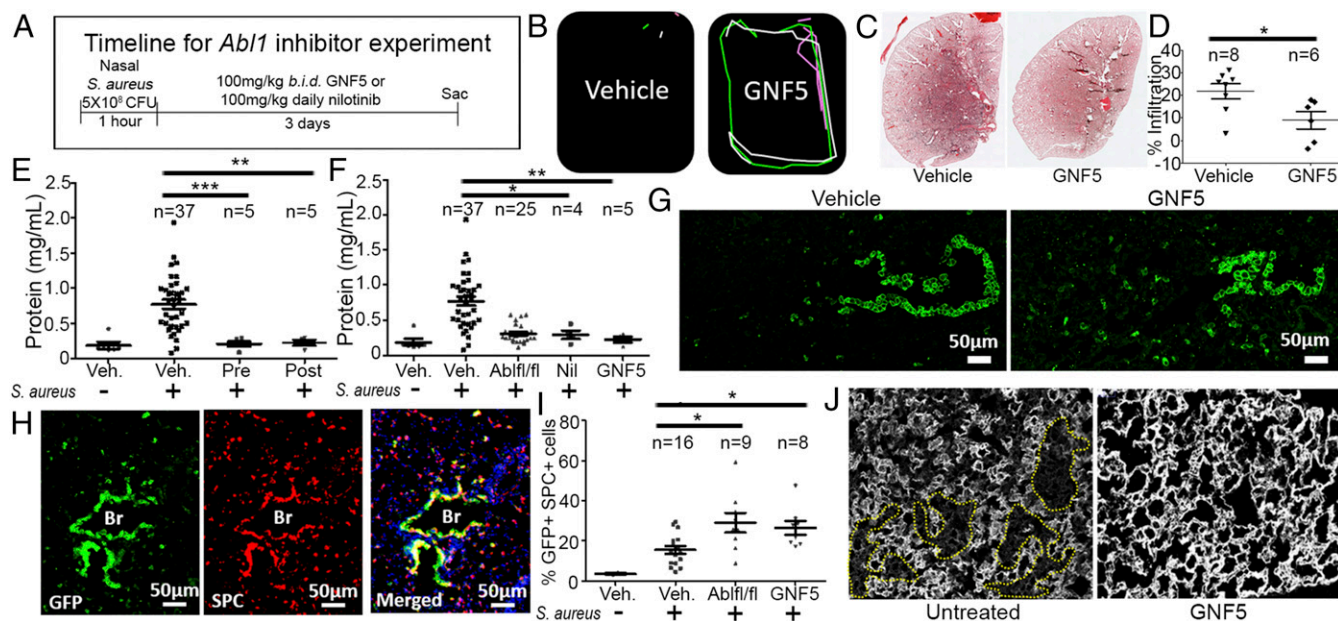 A
Timeline for Abl1 inhibitor experiment
Nasal
S. aureus
5X10⁸ CFU
1 hour
100mg/kg b.i.d. GNF5 or
100mg/kg daily nilotinib
3 days
Sac
B
Vehicle
GNF5
C
Vehicle
GNF5
D
*
n=8 n=6
% Infiltration
40
30
20
10
0
-10
Vehicle GNF5
E
**
***
n=37 n=5 n=5
Protein (mg/mL)
2.5
2.0
1.5
1.0
0.5
0.0
Veh. Veh. Pre Post
S. aureus - + + +
F
**
*
n=37 n=25 n=4 n=5
Protein (mg/mL)
2.5
2.0
1.5
1.0
0.5
0.0
Veh. Veh. Ablfl/fl Nil GNF5
S. aureus - + + + +
G
Vehicle
GNF5
50μm
50μm
H
Br
GFP
50μm
Br
SPC
50μm
Br
Merged
50μm
I
*
*
n=16 n=9 n=8
% GFP+ SPC+ cells
80
60
40
20
0
Veh. Veh. Ablfl/fl GNF5
S. aureus - + + +
J
Untreated
GNF5